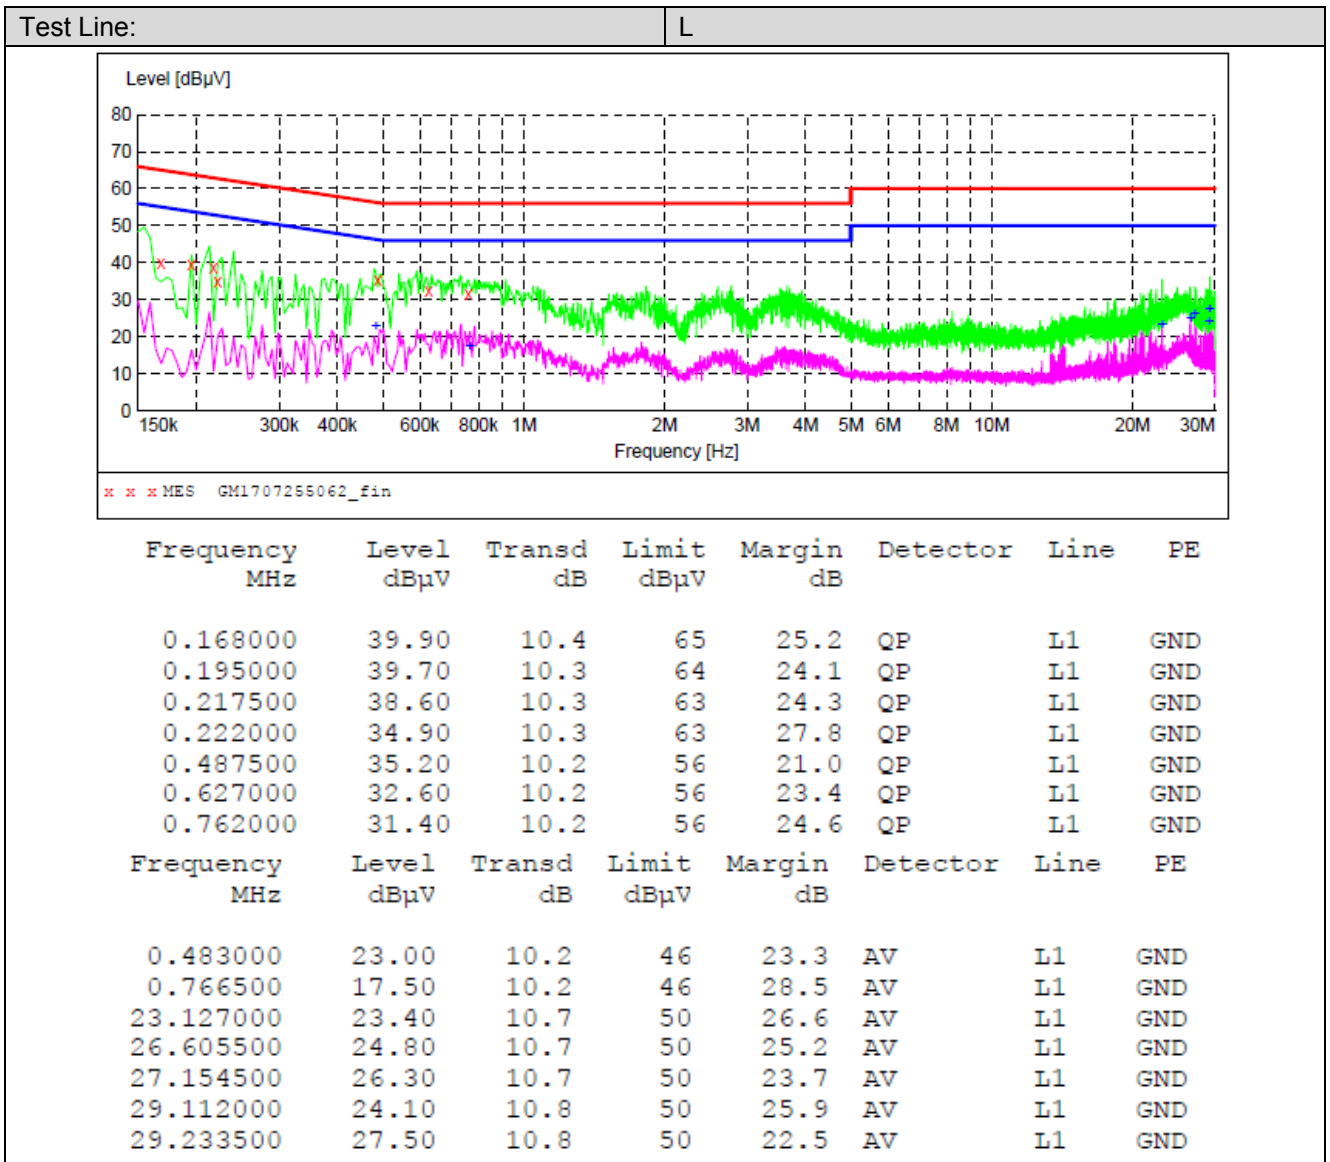 Test Line: L
Level [dBµV]
80
70
60
50
40
30
20
10
0
150k 300k 400k 600k 800k 1M 2M 3M 4M 5M 6M 8M 10M 20M 30M
Frequency [Hz]
x x x MES GM1707255062_fin
Frequency Level Transd Limit Margin Detector Line PE
MHz dBµV dB dBµV dB
0.168000 39.90 10.4 65 25.2 QP L1 GND
0.195000 39.70 10.3 64 24.1 QP L1 GND
0.217500 38.60 10.3 63 24.3 QP L1 GND
0.222000 34.90 10.3 63 27.8 QP L1 GND
0.487500 35.20 10.2 56 21.0 QP L1 GND
0.627000 32.60 10.2 56 23.4 QP L1 GND
0.762000 31.40 10.2 56 24.6 QP L1 GND
Frequency Level Transd Limit Margin Detector Line PE
MHz dBµV dB dBµV dB
0.483000 23.00 10.2 46 23.3 AV L1 GND
0.766500 17.50 10.2 46 28.5 AV L1 GND
23.127000 23.40 10.7 50 26.6 AV L1 GND
26.605500 24.80 10.7 50 25.2 AV L1 GND
27.154500 26.30 10.7 50 23.7 AV L1 GND
29.112000 24.10 10.8 50 25.9 AV L1 GND
29.233500 27.50 10.8 50 22.5 AV L1 GND